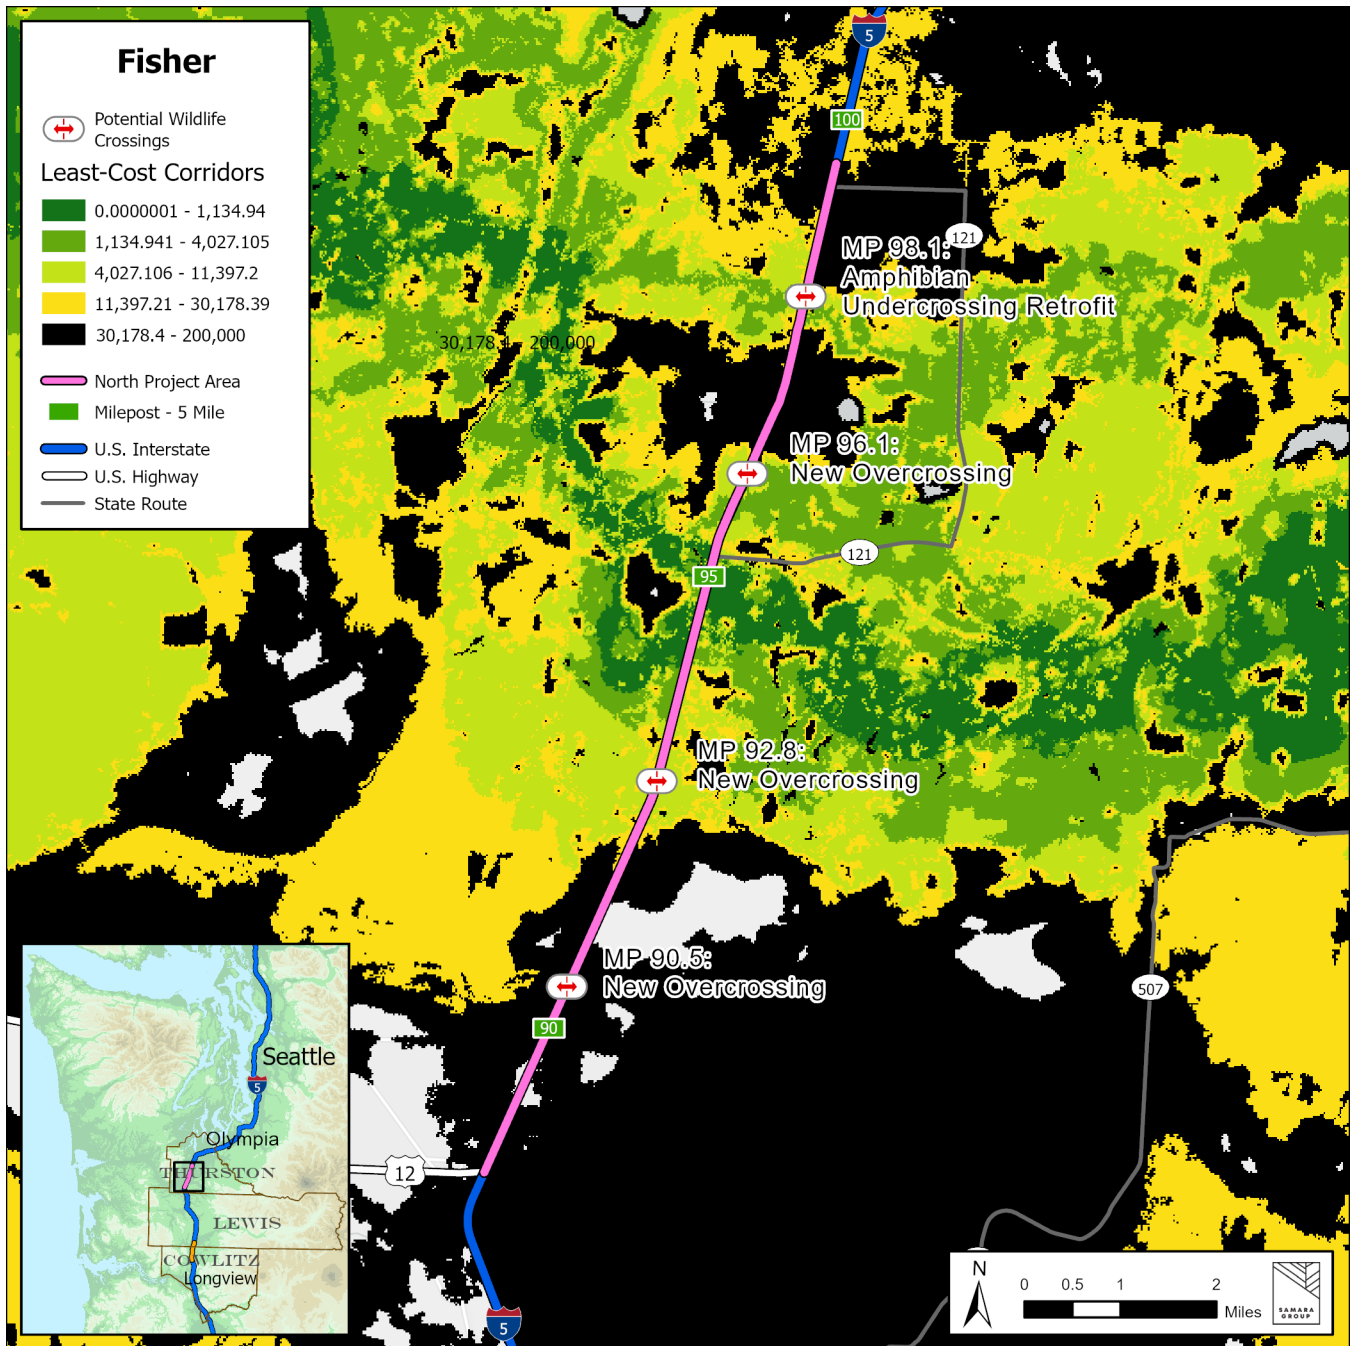 Fisher
Potential Wildlife
Crossings
Least-Cost Corridors
0.0000001 - 1,134.94
1,134.941 - 4,027.105
4,027.106 - 11,397.2
11,397.21 - 30,178.39
30,178.4 - 200,000
North Project Area
Milepost - 5 Mile
U.S. Interstate
U.S. Highway
State Route
5
100
121
MP 98.1:
Amphibian
Undercrossing Retrofit
30,178.4 - 200,000
MP 96.1:
New Overcrossing
121
95
MP 92.8:
New Overcrossing
MP 90.5:
New Overcrossing
507
90
12
5
Seattle
5
Olympia
THURSTON
LEWIS
COWLITZ
Longview
N
0 0.5 1 2
Miles
SAMARA
GROUP